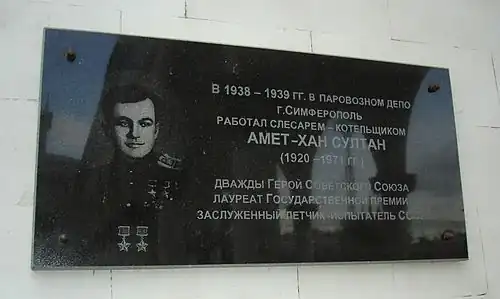 В 1938 – 1939 ГГ. В ПАРОВОЗНОМ ДЕПО
Г.СИМФЕРОПОЛЬ
РАБОТАЛ СЛЕСАРЕМ – КОТЕЛЬЩИКОМ
АМЕТ-ХАН СУЛТАН
(1920 –1971 ГГ.)
ДВАЖДЫ ГЕРОЙ СОВЕТСКОГО СОЮЗА
ЛАУРЕАТ ГОСУДАРСТВЕННОЙ ПРЕМИИ
ЗАСЛУЖЕННЫЙ ЛЕТЧИК-ИСПЫТАТЕЛЬ